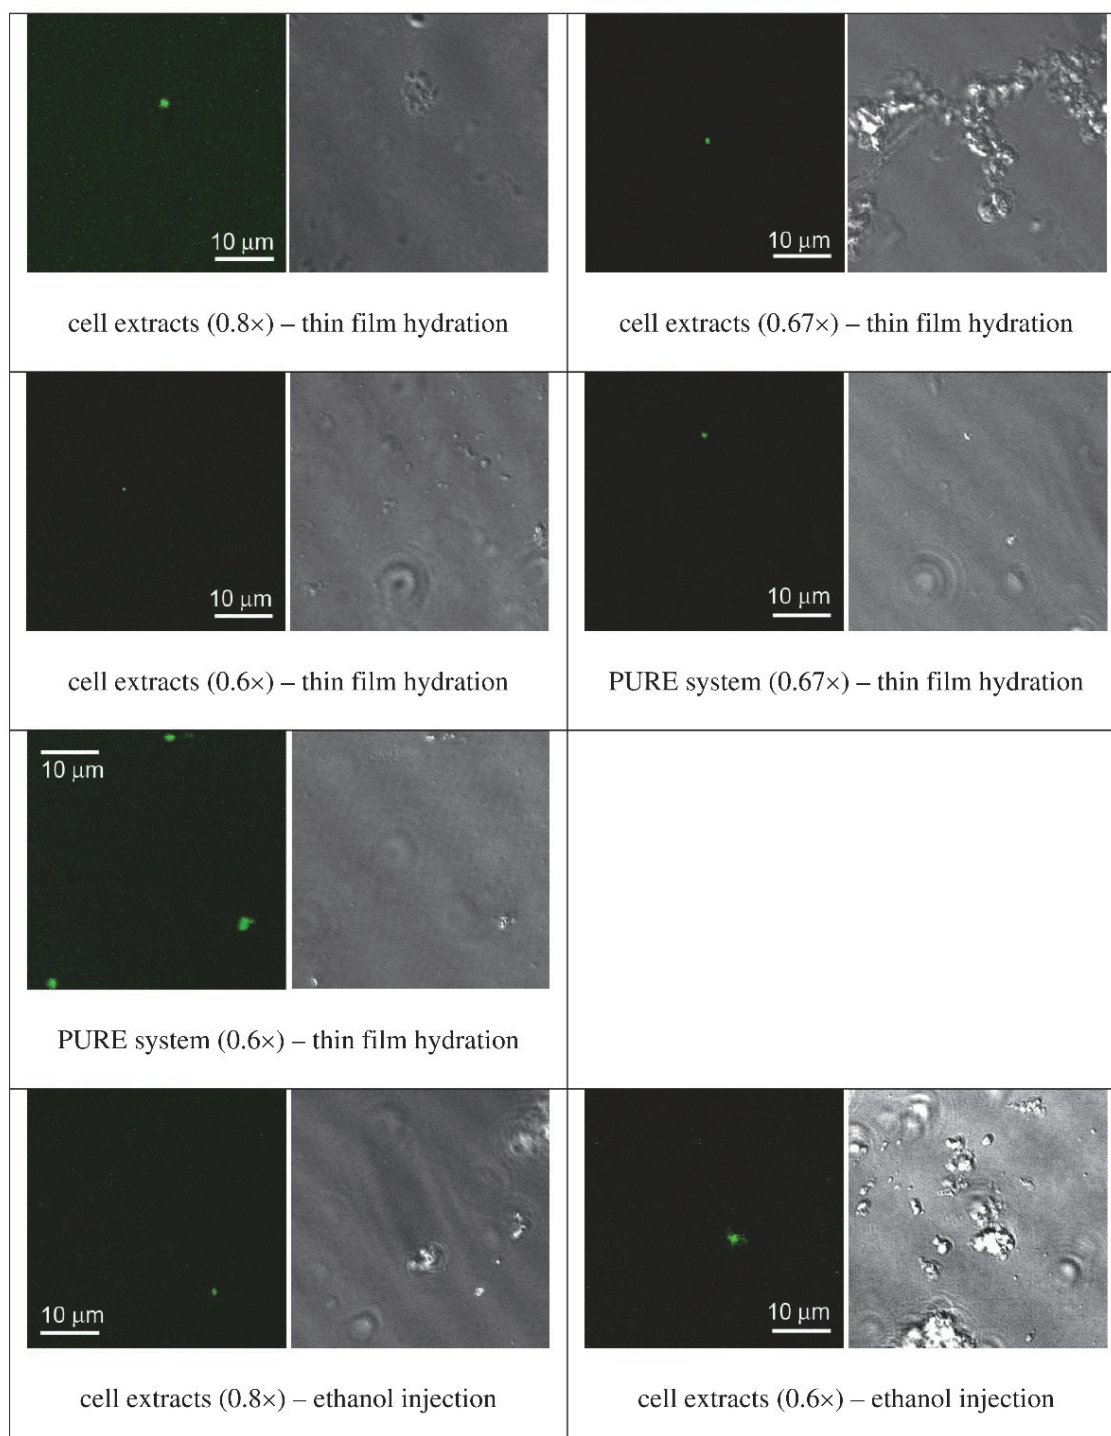 10 μm
10 μm
cell extracts (0.8×) – thin film hydration
cell extracts (0.67×) – thin film hydration
10 μm
10 μm
cell extracts (0.6×) – thin film hydration
PURE system (0.67×) – thin film hydration
10 μm
PURE system (0.6×) – thin film hydration
10 μm
10 μm
cell extracts (0.8×) – ethanol injection
cell extracts (0.6×) – ethanol injection